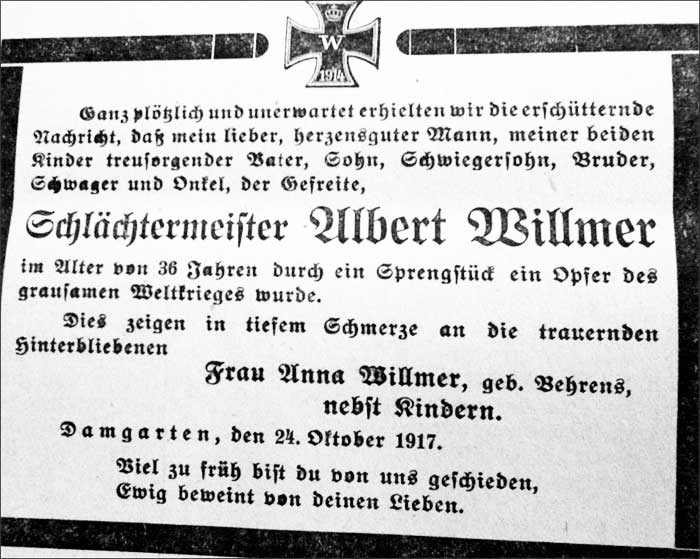 W
1914
Ganz plötzlich und unerwartet erhielten wir die erschütternde
Nachricht, daß mein lieber, herzensguter Mann, meiner beiden
Kinder treusorgender Vater, Sohn, Schwiegersohn, Bruder,
Schwager und Onkel, der Gefreite,
Schlächtermeister Albert Willmer
im Alter von 36 Jahren durch ein Sprengstück ein Opfer des
grausamen Weltkrieges wurde.
Dies zeigen in tiefem Schmerze an die trauernden
Hinterbliebenen
Frau Anna Willmer, geb. Behrens,
nebst Kindern.
Damgarten, den 24. Oktober 1917.
Viel zu früh bist du von uns geschieden,
Ewig beweint von deinen Lieben.